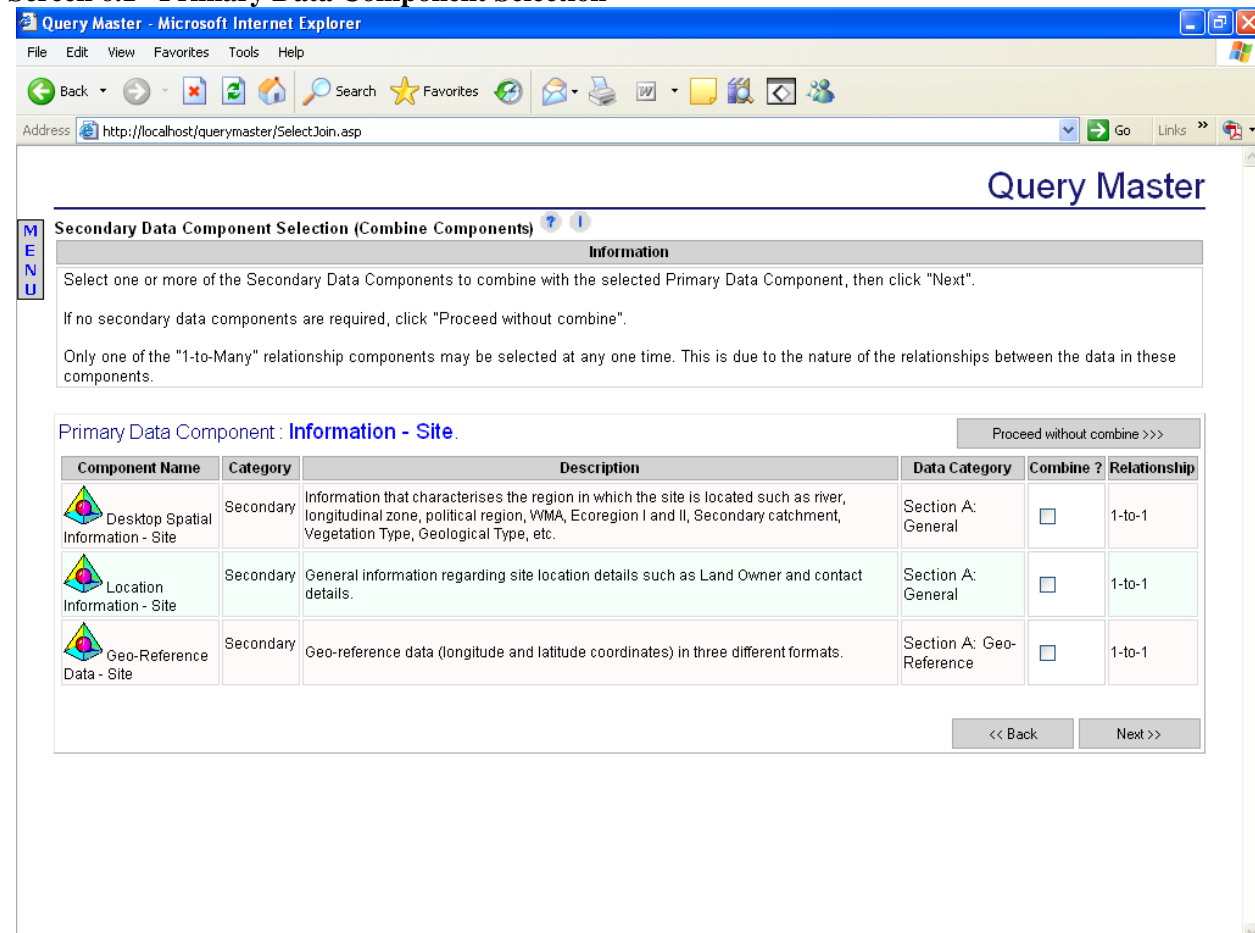 Query Master - Microsoft Internet Explorer
File Edit View Favorites Tools Help
Back Search Favorites
Address http://localhost/querymaster/SelectJoin.asp Go Links »
Query Master
MENU
Secondary Data Component Selection (Combine Components) ? I
Information
Select one or more of the Secondary Data Components to combine with the selected Primary Data Component, then click "Next".
If no secondary data components are required, click "Proceed without combine".
Only one of the "1-to-Many" relationship components may be selected at any one time. This is due to the nature of the relationships between the data in these
components.
Primary Data Component : Information - Site.
Proceed without combine >>>
Component Name Category Description Data Category Combine ? Relationship
Desktop Spatial
Information - Site
Secondary
Information that characterises the region in which the site is located such as river,
longitudinal zone, political region, WMA, Ecoregion I and II, Secondary catchment,
Vegetation Type, Geological Type, etc.
Section A:
General
1-to-1
Location
Information - Site
Secondary
General information regarding site location details such as Land Owner and contact
details.
Section A:
General
1-to-1
Geo-Reference
Data - Site
Secondary
Geo-reference data (longitude and latitude coordinates) in three different formats.
Section A: Geo-
Reference
1-to-1
<< Back Next >>